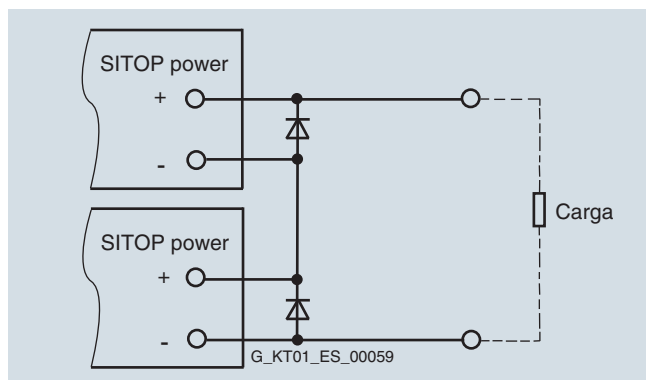 SITOP power
+
-
Carga
SITOP power
+
-
G_KT01_ES_00059